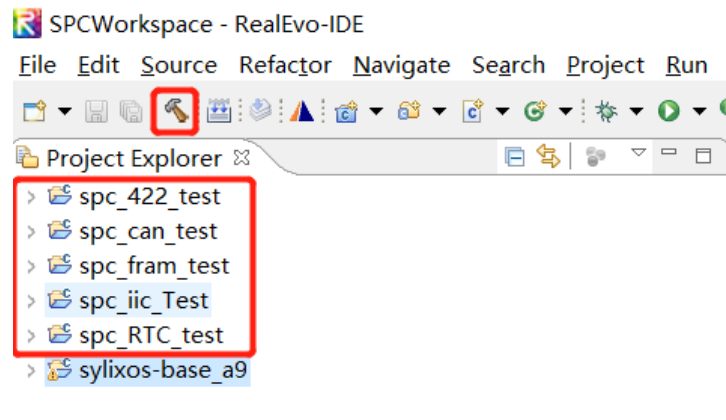 SPCWorkspace - RealEvo-IDE
File Edit Source Refactor Navigate Search Project Run
Project Explorer
spc_422_test
spc_can_test
spc_fram_test
spc_iic_Test
spc_RTC_test
sylixos-base_a9